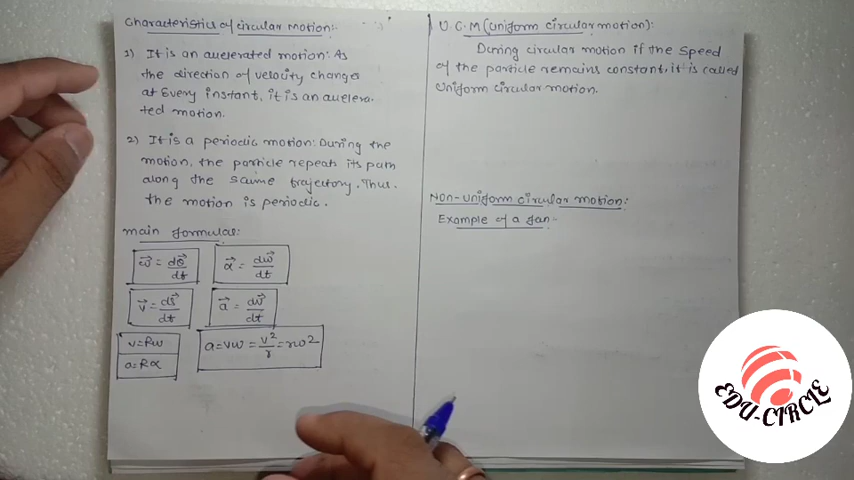 Characteristics of circular motion:
1) It is an auelerated motion: As
the direction of velocity changes
at Every instant, it is an auelera-
ted motion.
2) It is a periodic motion: During the
motion, the particle repeats its path
along the same trajectory. Thus.
the motion is periodic.
main formulas:
ω⃗ = dθ⃗/dt
α⃗ = dω⃗/dt
v⃗ = ds⃗/dt
a⃗ = dω⃗/dt
v=Rω
a=Rα
a=vω = v²/r = rω²
U.C.M (Uniform circular motion):
During circular motion if the speed
of the particle remains constant, it is called
Uniform circular motion.
Non-uniform circular motion:
Example of a fan-
EDU-CIRCLE